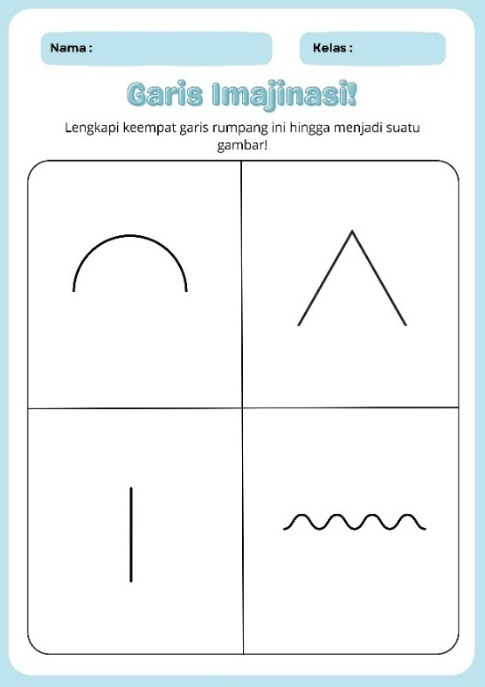 Nama :
Kelas :
Garis Imajinasi!
Lengkapi keempat garis rumpang ini hingga menjadi suatu
gambar!